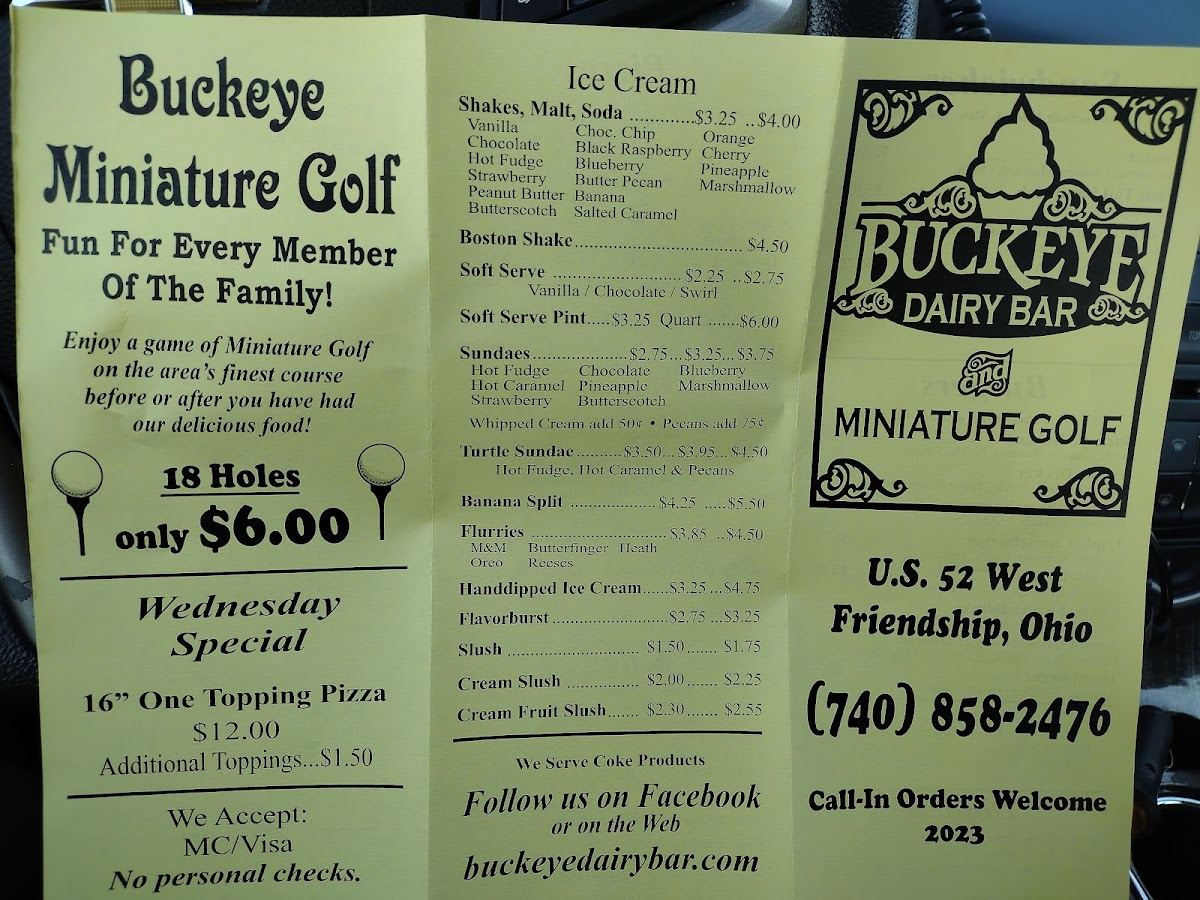 Buckeye
Miniature Golf
Fun For Every Member
Of The Family!
Enjoy a game of Miniature Golf
on the area's finest course
before or after you have had
our delicious food!
18 Holes
only $6.00
Wednesday
Special
16” One Topping Pizza
$12.00
Additional Toppings...$1.50
We Accept:
MC/Visa
No personal checks.
Ice Cream
Shakes, Malt, Soda .............$3.25 ..$4.00
Vanilla Choc. Chip Orange
Chocolate Black Raspberry Cherry
Hot Fudge Blueberry Pineapple
Strawberry Butter Pecan Marshmallow
Peanut Butter Banana
Butterscotch Salted Caramel
Boston Shake.................................. $4.50
Soft Serve ..........................$2.25 ..$2.75
Vanilla / Chocolate / Swirl
Soft Serve Pint.....$3.25 Quart .......$6.00
Sundaes....................$2.75...$3.25...$3.75
Hot Fudge Chocolate Blueberry
Hot Caramel Pineapple Marshmallow
Strawberry Butterscotch
Whipped Cream add 50¢ • Pecans add 75¢
Turtle Sundae..........$3.50...$3.95...$4.50
Hot Fudge, Hot Caramel & Pecans
Banana Split ................... $4.25 .....$5.50
Flurries ..............................$3.85 ..$4.50
M&M Butterfinger Heath
Oreo Reeses
Handdipped Ice Cream......$3.25 ...$4.75
Flavorburst.........................$2.75 ...$3.25
Slush ........................... $1.50....... $1.75
Cream Slush ............... $2.00....... $2.25
Cream Fruit Slush....... $2.30....... $2.55
We Serve Coke Products
Follow us on Facebook
or on the Web
buckeyedairybar.com
BUCKEYE
DAIRY BAR
and
MINIATURE GOLF
U.S. 52 West
Friendship, Ohio
(740) 858-2476
Call-In Orders Welcome
2023